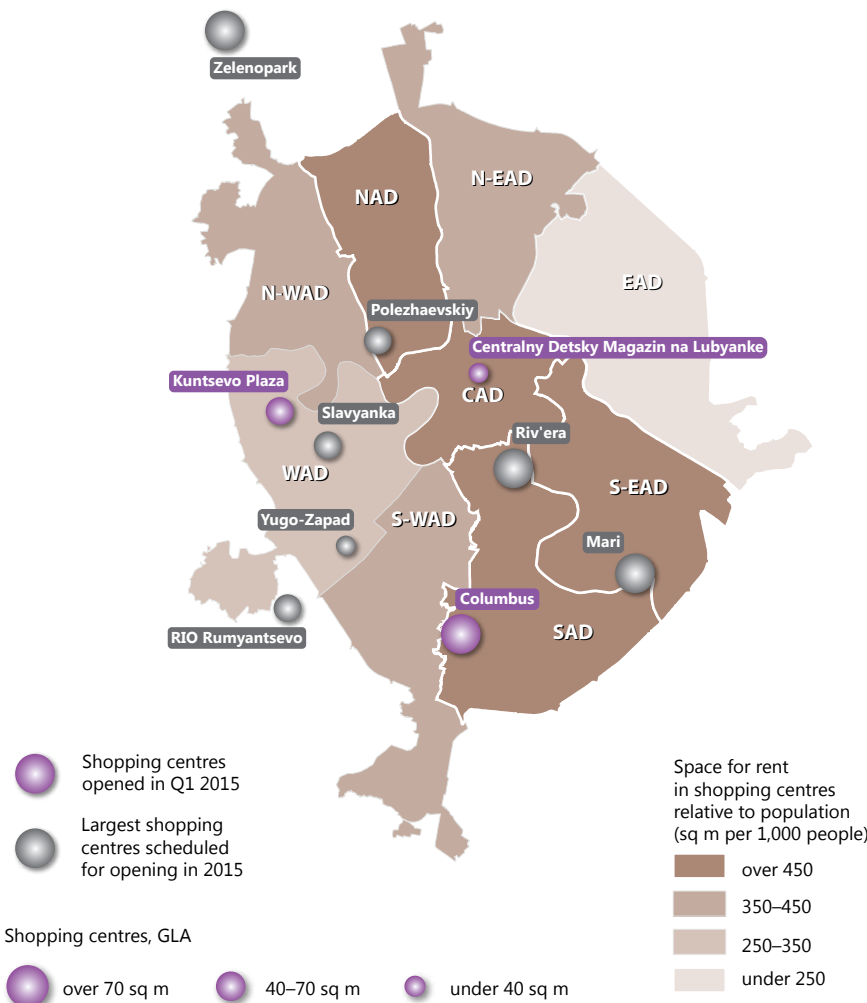 Zelenopark
NAD
N-EAD
EAD
N-WAD
Polezhaevskiy
Centralny Detsky Magazin na Lubyanke
Kuntsevo Plaza
CAD
Slavyanka
Riv'era
WAD
S-EAD
Yugo-Zapad
S-WAD
Mari
Columbus
RIO Rumyantsevo
SAD
Shopping centres
opened in Q1 2015
Largest shopping
centres scheduled
for opening in 2015
Shopping centres, GLA
over 70 sq m
40–70 sq m
under 40 sq m
Space for rent
in shopping centres
relative to population
(sq m per 1,000 people)
over 450
350–450
250–350
under 250